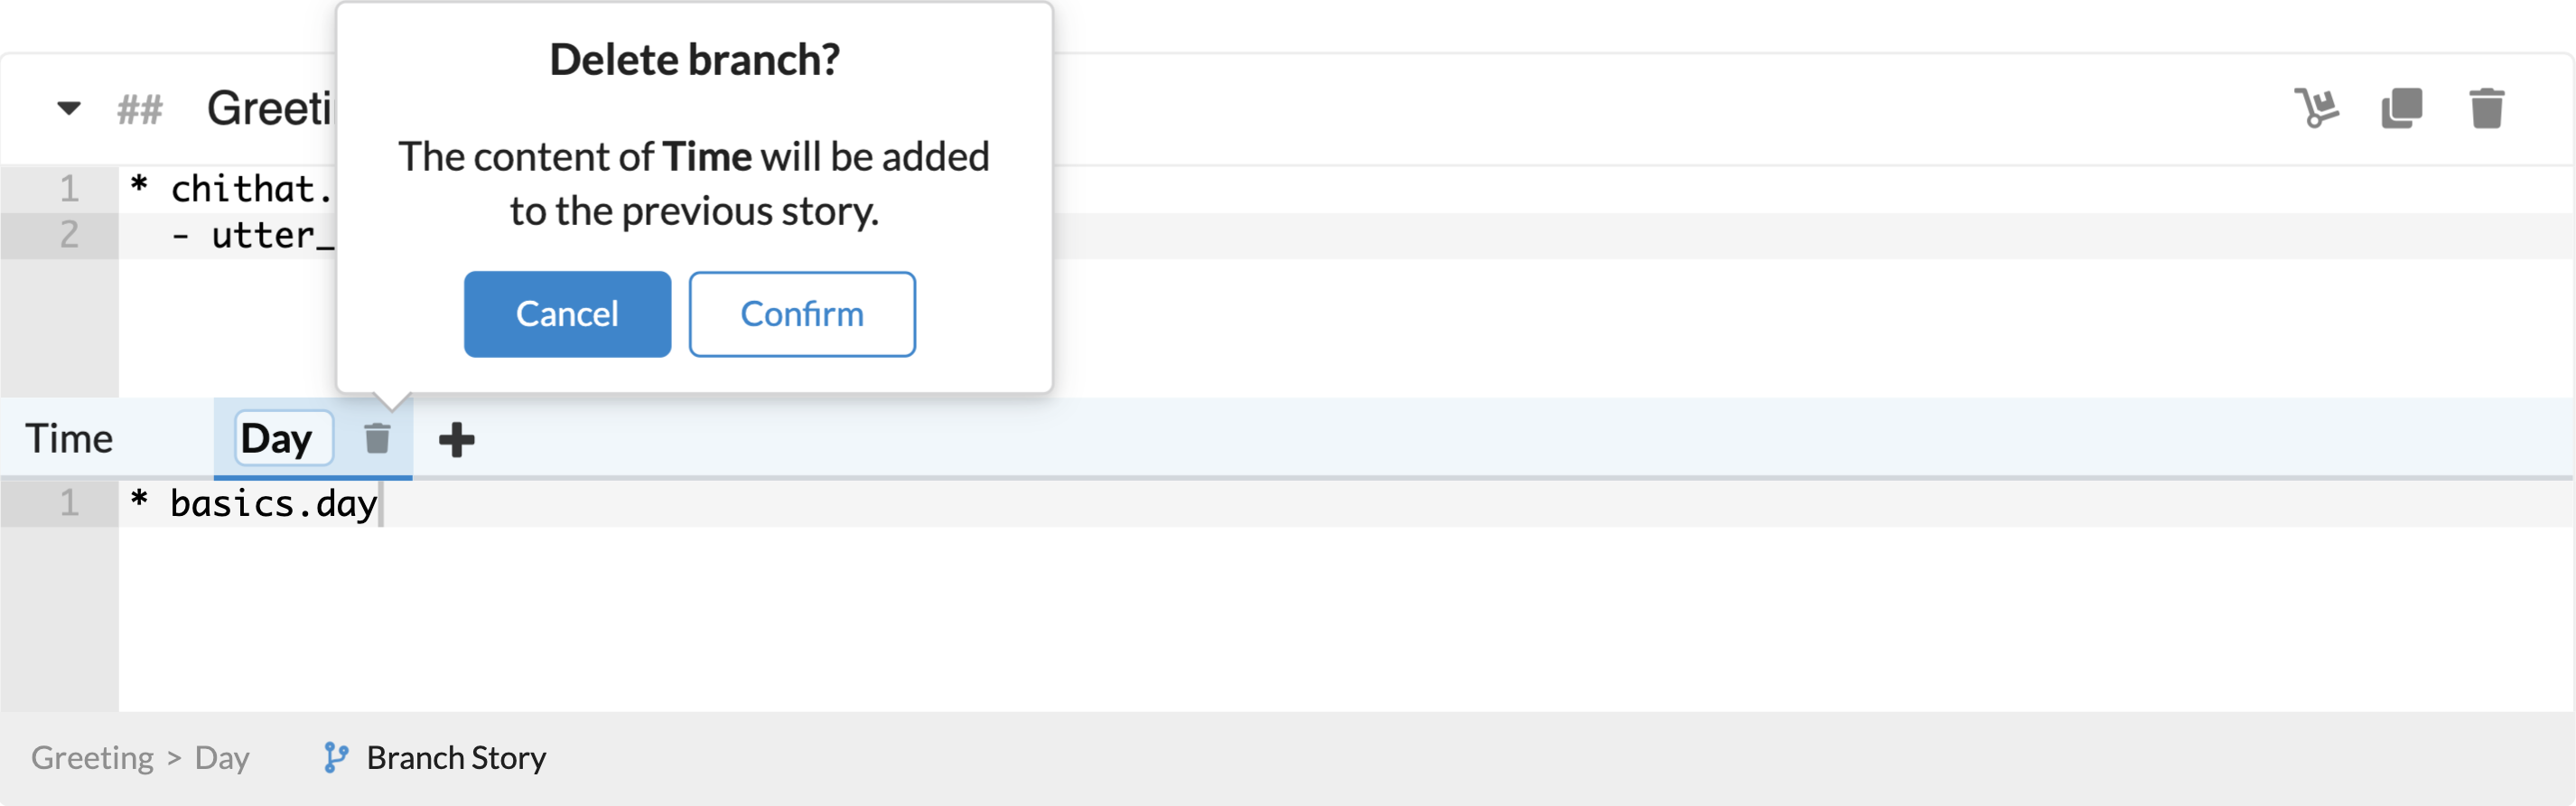 Delete branch?
The content of Time will be added
to the previous story.
Cancel Confirm
## Greeti
1 * chithat.
2 - utter_
Time Day
1 * basics.day
Greeting > Day Branch Story